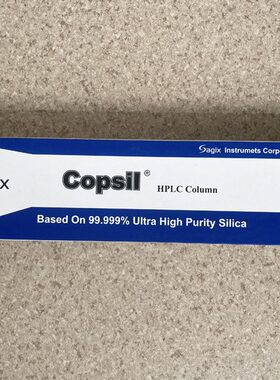 Sagix Instrumets Corp
x
Copsil® HPLC Column
Based On 99.999% Ultra High Purity Silica